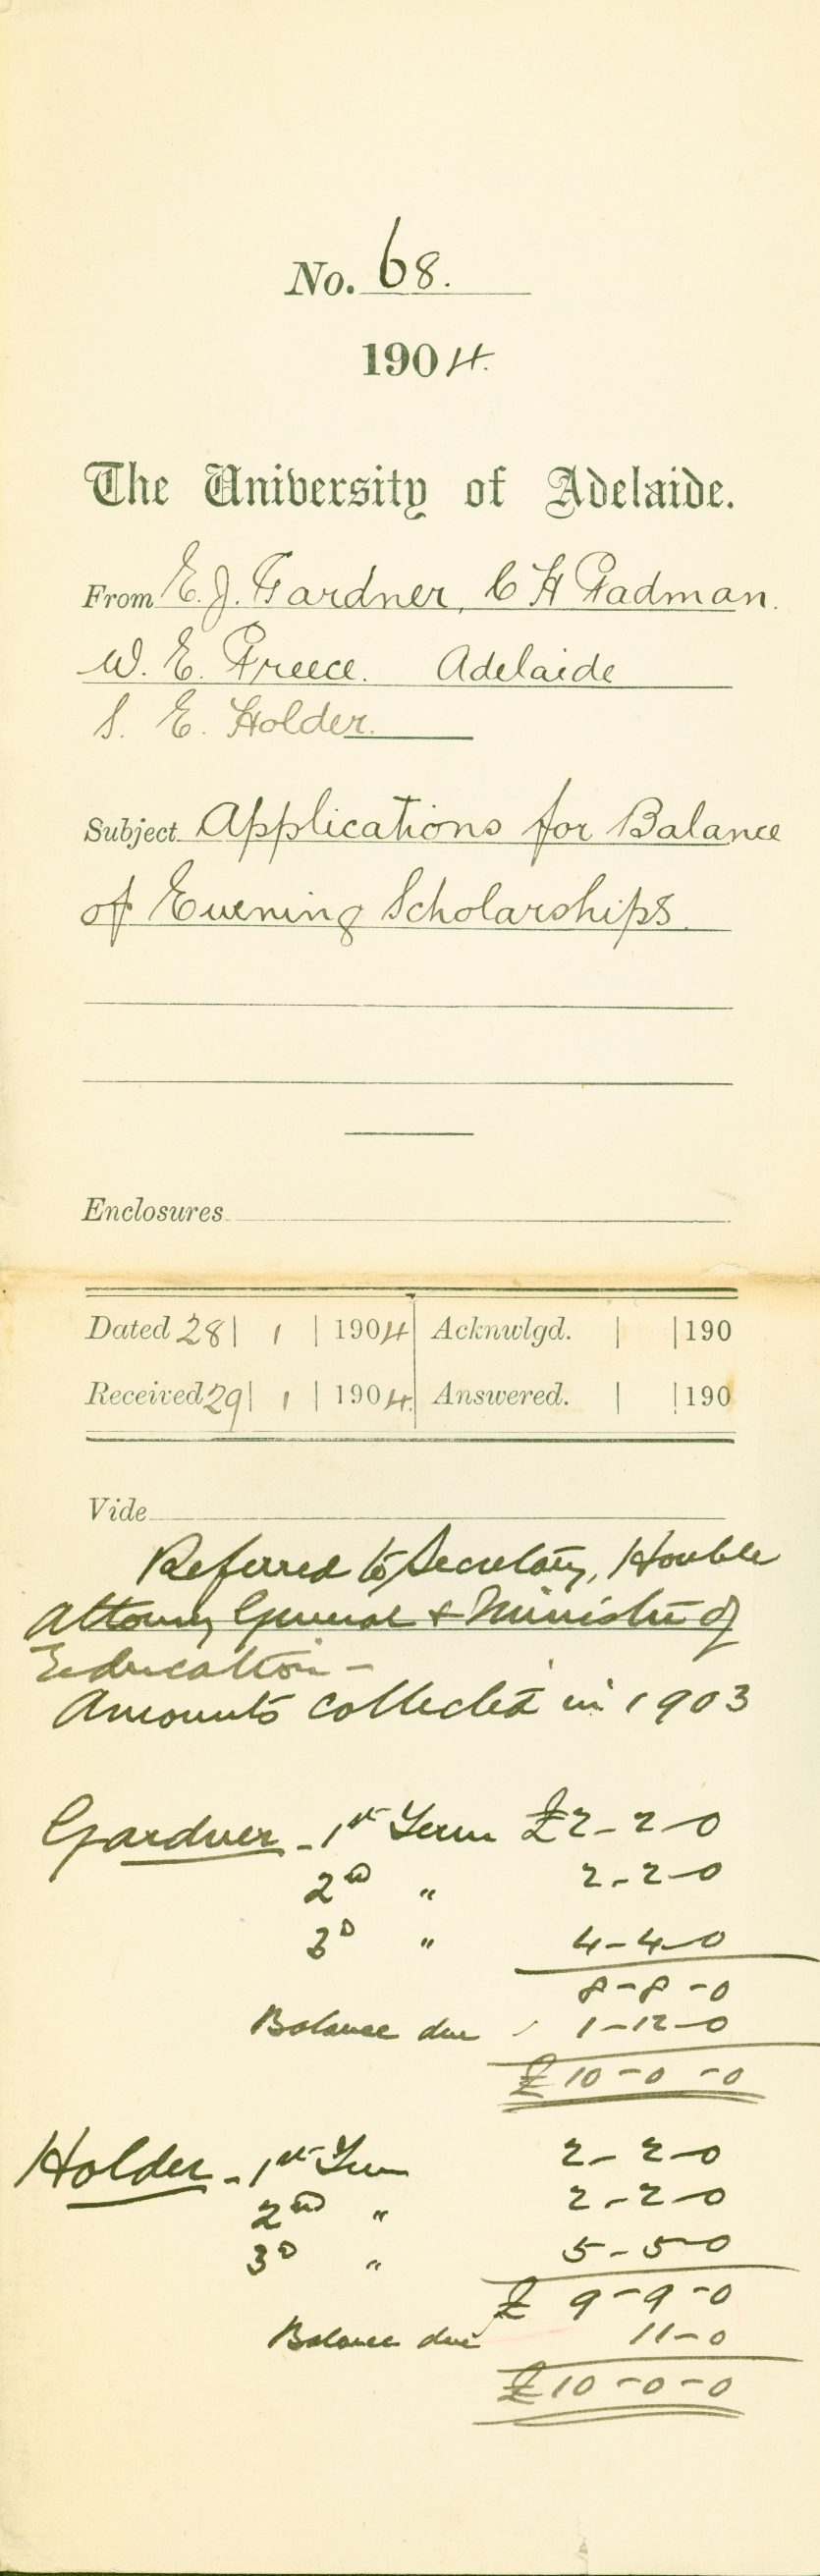 No. 68.
1904.
The University of Adelaide.
From E. J. Gardner, C H Padman.
W. E. Preece. Adelaide
S. E. Holder.
Subject Applications for Balance
of Evening Scholarships.
Enclosures
Dated 28 | 1 | 1904 Acknwlgd. | | 190
Received 29 | 1 | 1904. Answered. | | 190
Vide
Referred to Secretary, Honble
Attorney General & Minister of
Education -
Amounts collected in 1903
Gardner - 1st Term £2-2-0
2D " 2-2-0
3D " 4-4-0
8-8-0
Balance due 1-12-0
£10-0-0
Holder - 1st Term 2-2-0
2nd " 2-2-0
3D " 5-5-0
£ 9-9-0
Balance due 11-0
£10-0-0